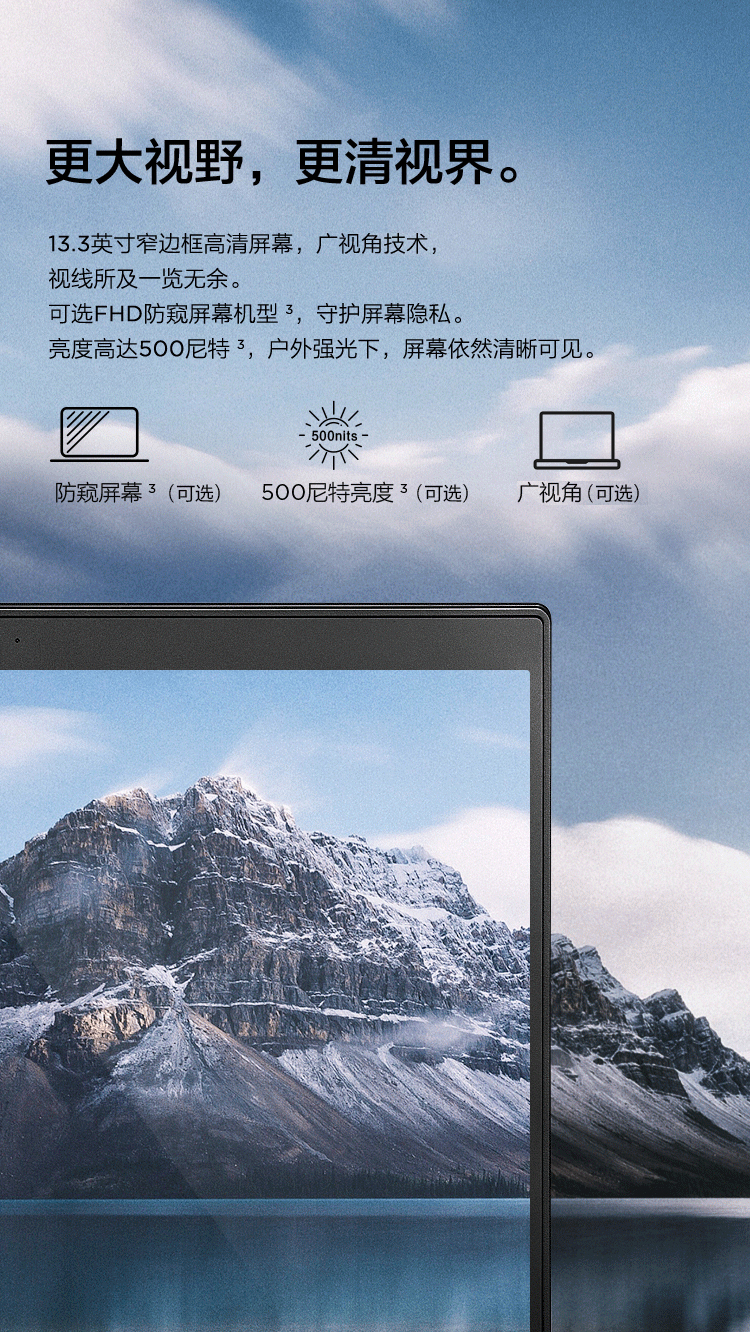 更大视野，更清视界。
13.3英寸窄边框高清屏幕，广视角技术，
视线所及一览无余。
可选FHD防窥屏幕机型 ³，守护屏幕隐私。
亮度高达500尼特 ³，户外强光下，屏幕依然清晰可见。
500nits
防窥屏幕 ³（可选） 500尼特亮度 ³（可选） 广视角（可选）